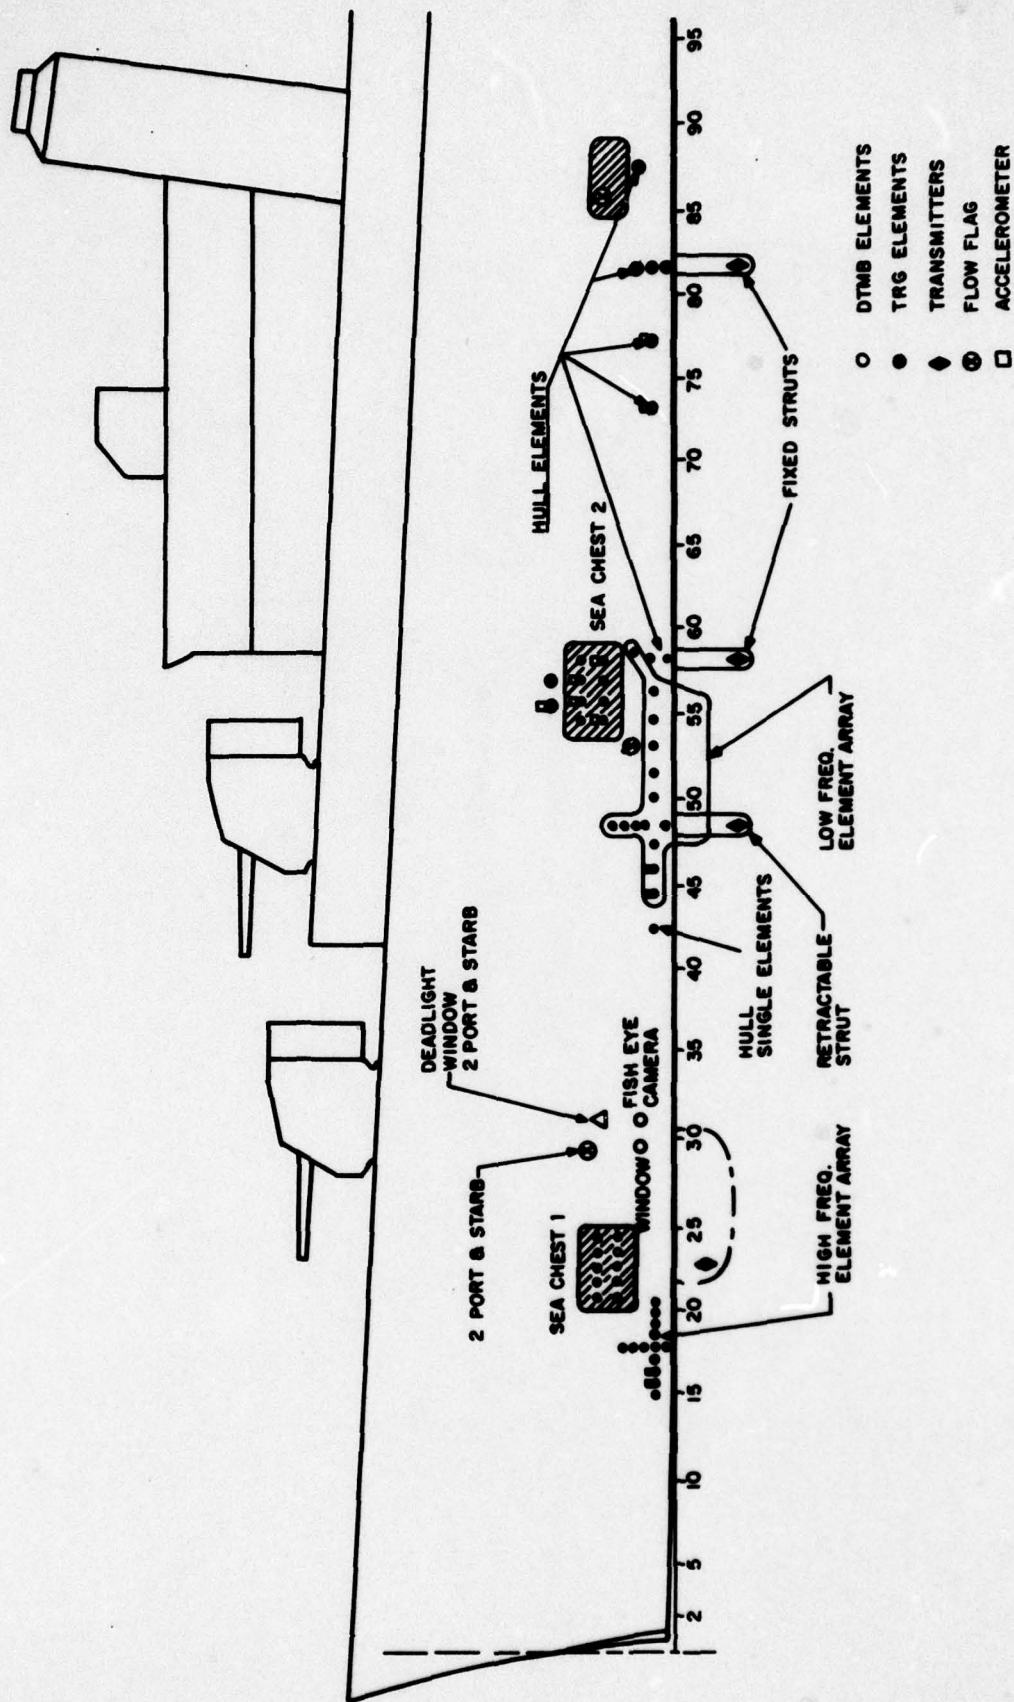 DEADLIGHT
WINDOW
2 PORT & STARB
2 PORT & STARB
SEA CHEST 1
WINDOW
FISH EYE
CAMERA
SEA CHEST 2
HULL ELEMENTS
2
5
10
15
20
25
30
35
40
45
50
55
60
65
70
75
80
85
90
95
HIGH FREQ.
ELEMENT ARRAY
HULL
SINGLE ELEMENTS
RETRACTABLE
STRUT
LOW FREQ.
ELEMENT ARRAY
FIXED STRUTS
DTMB ELEMENTS
TRG ELEMENTS
TRANSMITTERS
FLOW FLAG
ACCELEROMETER